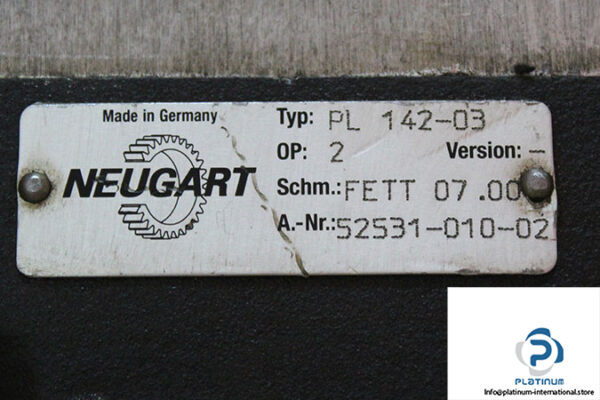 Made in Germany
NEUGART
Typ: PL 142-03
OP: 2 Version: -
Schm.: FETT 07.00
A.-Nr.: 52531-010-02
PLATINUM
Info@platinum-international.store